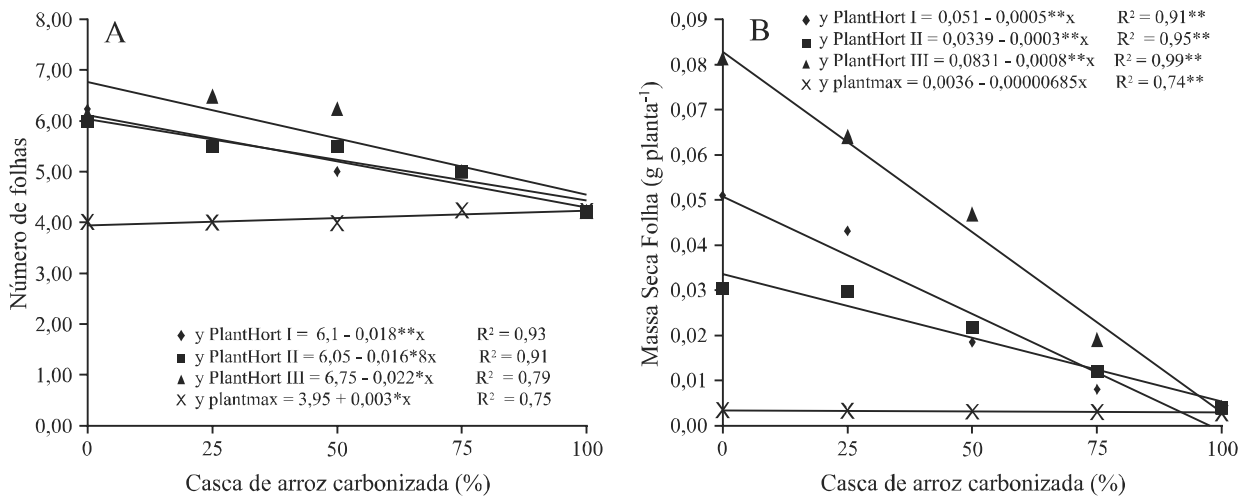 A
Número de folhas
8,00
7,00
6,00
5,00
4,00
3,00
2,00
1,00
0,00
y PlantHort I = 6,1 - 0,018**x R² = 0,93
y PlantHort II = 6,05 - 0,016*8x R² = 0,91
y PlantHort III = 6,75 - 0,022*x R² = 0,79
y plantmax = 3,95 + 0,003*x R² = 0,75
0 25 50 75 100
Casca de arroz carbonizada (%)
B
Massa Seca Folha (g planta⁻¹)
0,09
0,08
0,07
0,06
0,05
0,04
0,03
0,02
0,01
0,00
y PlantHort I = 0,051 - 0,0005**x R² = 0,91**
y PlantHort II = 0,0339 - 0,0003**x R² = 0,95**
y PlantHort III = 0,0831 - 0,0008**x R² = 0,99**
y plantmax = 0,0036 - 0,00000685x R² = 0,74**
0 25 50 75 100
Casca de arroz carbonizada (%)